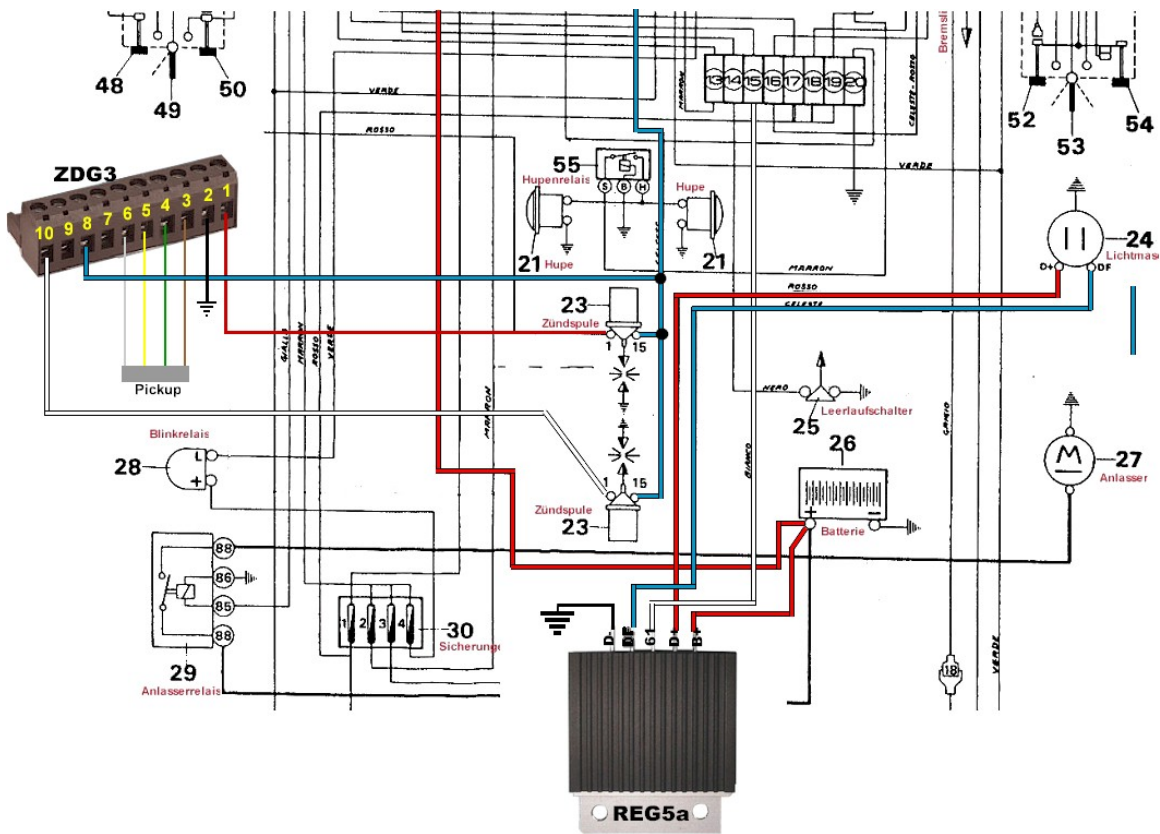 48
49
50
52
53
54
Bremsli
MARRON
13 14 15 16 17 18 19 20
CELESTE-ROSSO
VERDE
ROSSO
VERDE
ZDG3
10 9 8 7 6 5 4 3 2 1
55
Hupenrelais
S B H
Hupe
21 Hupe
21
MARRON
24
Lichtmasc
D+ DF
ROSSO
CELESTE
23
Zündspule
1 15
Pickup
GIALLO
MARRON
ROSSO
VERDE
MARRON
NERO
25
Leerlaufschalter
BIANCO
GRIGIO
Blinkrelais
28
L
+
1 15
Zündspule
23
26
+
Batterie
M
27
Anlasser
88
86
85
88
29
Anlasserrelais
1 2 3 4
30
Sicherunge
VERDE
18
D- DF 61 D+ B+
REG5a